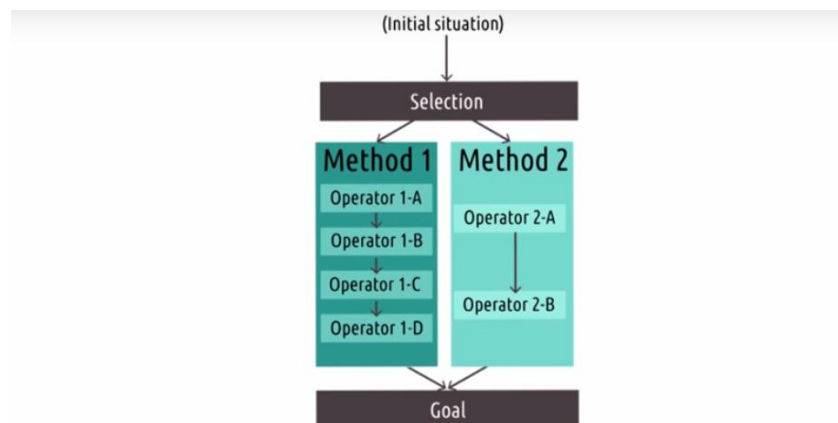 (Initial situation)
Selection
Method 1
Operator 1-A
Operator 1-B
Operator 1-C
Operator 1-D
Method 2
Operator 2-A
Operator 2-B
Goal